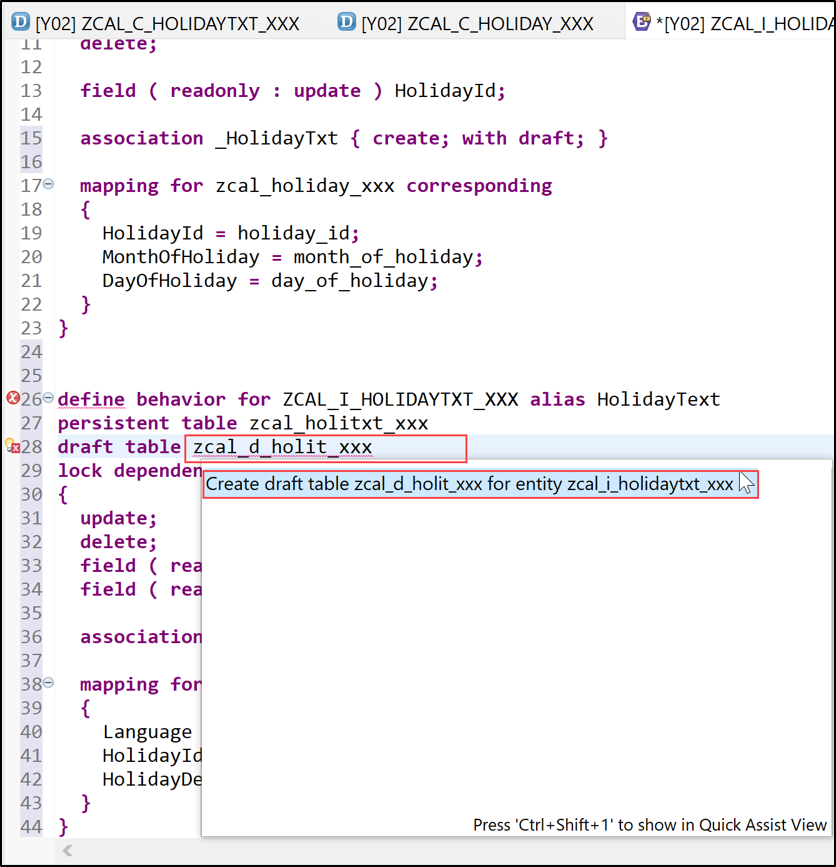 [Y02] ZCAL_C_HOLIDAYTXT_XXX [Y02] ZCAL_C_HOLIDAY_XXX *[Y02] ZCAL_I_HOLIDA
11 delete;
12
13 field ( readonly : update ) HolidayId;
14
15 association _HolidayTxt { create; with draft; }
16
17 mapping for zcal_holiday_xxx corresponding
18 {
19 HolidayId = holiday_id;
20 MonthOfHoliday = month_of_holiday;
21 DayOfHoliday = day_of_holiday;
22 }
23 }
24
25
26 define behavior for ZCAL_I_HOLIDAYTXT_XXX alias HolidayText
27 persistent table zcal_holitxt_xxx
28 draft table zcal_d_holit_xxx
29 lock dependen
Create draft table zcal_d_holit_xxx for entity zcal_i_holidaytxt_xxx
30 {
31 update;
32 delete;
33 field ( rea
34 field ( rea
35
36 association
37
38 mapping for
39 {
40 Language
41 HolidayId
42 HolidayDe
43 }
44 }
Press 'Ctrl+Shift+1' to show in Quick Assist View